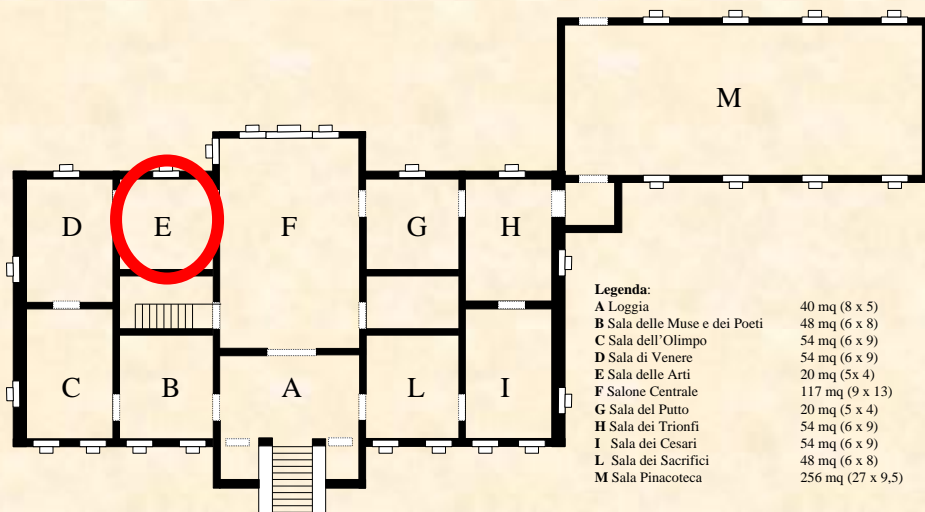 M
D
E
F
G
H
C
B
A
L
I
Legenda:
A Loggia 40 mq (8 x 5)
B Sala delle Muse e dei Poeti 48 mq (6 x 8)
C Sala dell'Olimpo 54 mq (6 x 9)
D Sala di Venere 54 mq (6 x 9)
E Sala delle Arti 20 mq (5x 4)
F Salone Centrale 117 mq (9 x 13)
G Sala del Putto 20 mq (5 x 4)
H Sala dei Trionfi 54 mq (6 x 9)
I Sala dei Cesari 54 mq (6 x 9)
L Sala dei Sacrifici 48 mq (6 x 8)
M Sala Pinacoteca 256 mq (27 x 9,5)